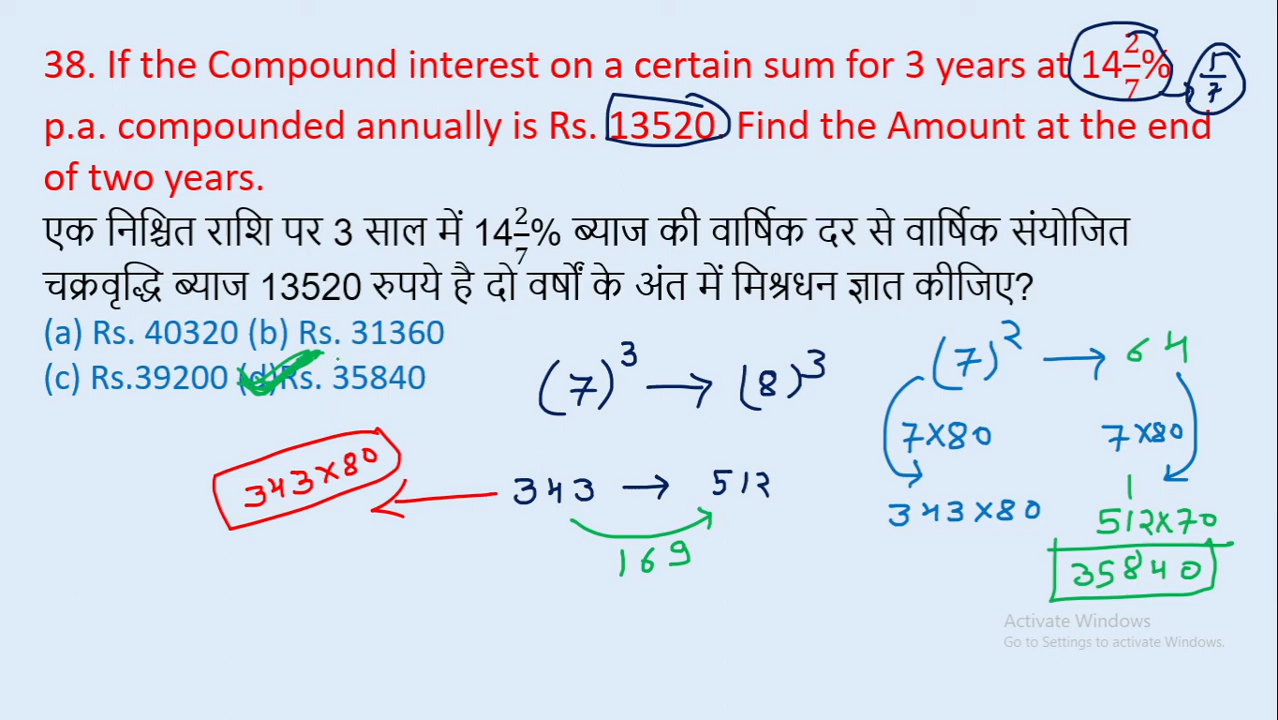 38. If the Compound interest on a certain sum for 3 years at 14 2/7% → 1/7
p.a. compounded annually is Rs. 13520 Find the Amount at the end
of two years.
एक निश्चित राशि पर 3 साल में 14 2/7% ब्याज की वार्षिक दर से वार्षिक संयोजित
चक्रवृद्धि ब्याज 13520 रुपये है दो वर्षों के अंत में मिश्रधन ज्ञात कीजिए?
(a) Rs. 40320 (b) Rs. 31360
(c) Rs.39200 (d)Rs. 35840
(7)³ → (8)³
343 → 512
169
343×80
(7)² → 64
7×80 7×80
343×80 512×70
1
35840
Activate Windows
Go to Settings to activate Windows.